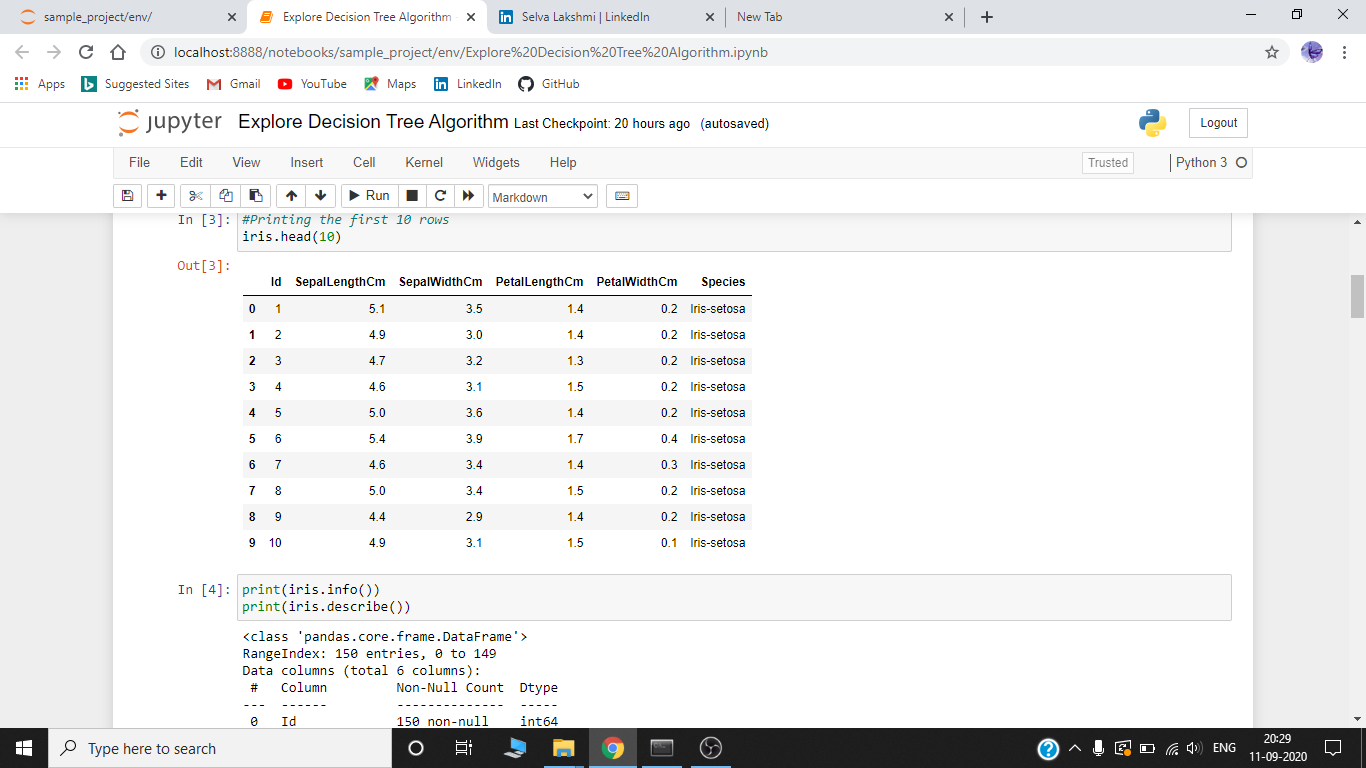 sample_project/env/ Explore Decision Tree Algorithm - Selva Lakshmi | LinkedIn New Tab
localhost:8888/notebooks/sample_project/env/Explore%20Decision%20Tree%20Algorithm.ipynb
Apps Suggested Sites Gmail YouTube Maps LinkedIn GitHub
jupyter Explore Decision Tree Algorithm Last Checkpoint: 20 hours ago (autosaved) Logout
File Edit View Insert Cell Kernel Widgets Help Trusted Python 3
Run Markdown
In [3]: #Printing the first 10 rows
iris.head(10)
Out[3]:
Id SepalLengthCm SepalWidthCm PetalLengthCm PetalWidthCm Species
0 1 5.1 3.5 1.4 0.2 Iris-setosa
1 2 4.9 3.0 1.4 0.2 Iris-setosa
2 3 4.7 3.2 1.3 0.2 Iris-setosa
3 4 4.6 3.1 1.5 0.2 Iris-setosa
4 5 5.0 3.6 1.4 0.2 Iris-setosa
5 6 5.4 3.9 1.7 0.4 Iris-setosa
6 7 4.6 3.4 1.4 0.3 Iris-setosa
7 8 5.0 3.4 1.5 0.2 Iris-setosa
8 9 4.4 2.9 1.4 0.2 Iris-setosa
9 10 4.9 3.1 1.5 0.1 Iris-setosa
In [4]: print(iris.info())
print(iris.describe())
<class 'pandas.core.frame.DataFrame'>
RangeIndex: 150 entries, 0 to 149
Data columns (total 6 columns):
# Column Non-Null Count Dtype
--- ------ -------------- -----
0 Id 150 non-null int64
Type here to search ENG 20:29
11-09-2020